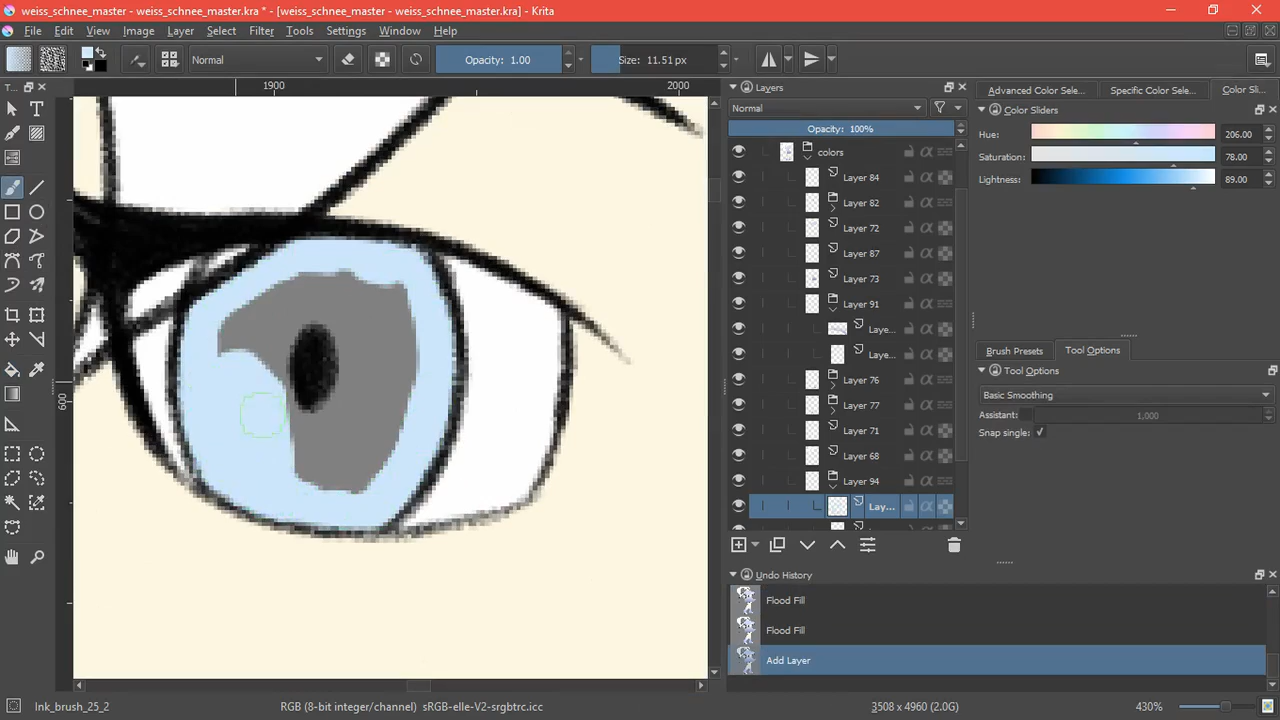 weiss_schnee_master - weiss_schnee_master.kra * - [weiss_schnee_master - weiss_schnee_master.kra] - Krita
File Edit View Image Layer Select Filter Tools Settings Window Help
Normal Opacity: 1.00 Size: 11.51 px
T...
1900 2000
600
Layers
Normal
Opacity: 100%
colors
Layer 84
Layer 82
Layer 72
Layer 87
Layer 73
Layer 91
Laye...
Laye...
Layer 76
Layer 77
Layer 71
Layer 68
Layer 94
Lay...
Undo History
Flood Fill
Flood Fill
Add Layer
Advanced Color Sele... Specific Color Sele... Color Sli...
Color Sliders
Hue: 206.00
Saturation: 78.00
Lightness: 89.00
Brush Presets Tool Options
Tool Options
Basic Smoothing
Assistant: 1,000
Snap single:
Ink_brush_25_2 RGB (8-bit integer/channel) sRGB-elle-V2-srgbtrc.icc 3508 x 4960 (2.0G) 430%